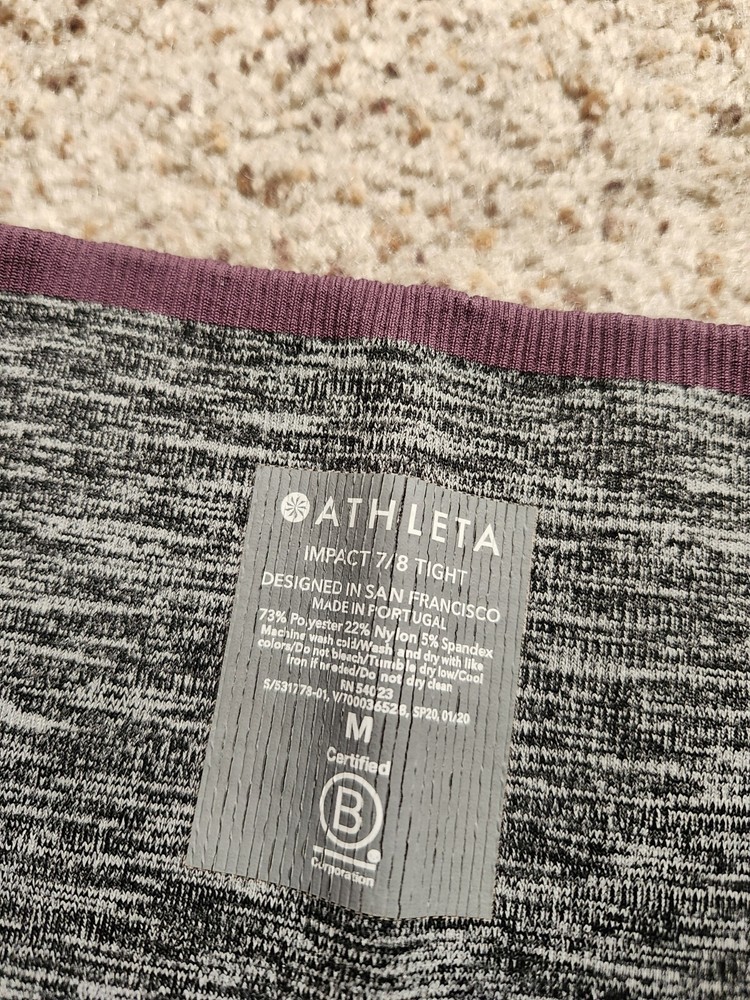 ATHLETA
IMPACT 7/8 TIGHT
DESIGNED IN SAN FRANCISCO
MADE IN PORTUGAL
73% Polyester 22% Nylon 5% Spandex
Machine wash cold/Wash and dry with like
colors/Do not bleach/Tumble dry low/Cool
iron if needed/Do not dry clean
RN 54023
S/531778-01, V/700036528, SP20, 01/20
M
Certified
B
Corporation